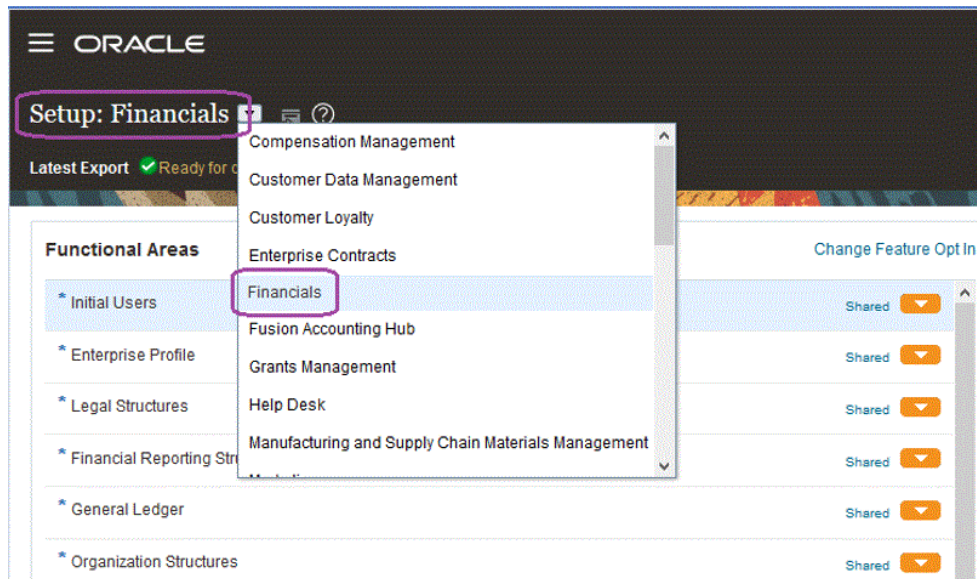 ORACLE
Setup: Financials
Latest Export Ready for
Compensation Management
Customer Data Management
Customer Loyalty
Enterprise Contracts
Financials
Fusion Accounting Hub
Grants Management
Help Desk
Manufacturing and Supply Chain Materials Management
Functional Areas
Change Feature Opt In
* Initial Users Shared
* Enterprise Profile Shared
* Legal Structures Shared
* Financial Reporting Shared
* General Ledger Shared
* Organization Structures Shared